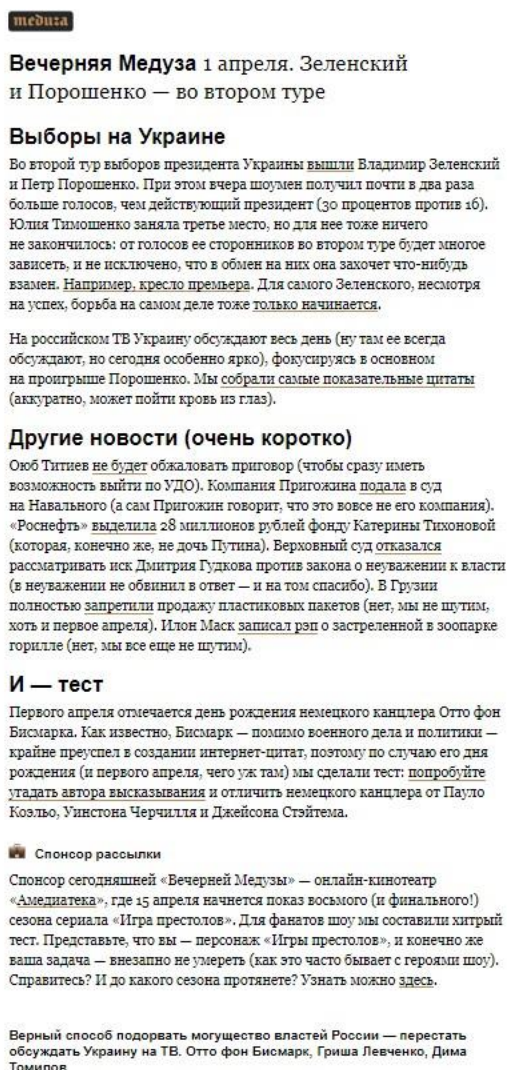 meduza
Вечерняя Медуза 1 апреля. Зеленский
и Порошенко — во втором туре
Выборы на Украине
Во второй тур выборов президента Украины вышли Владимир Зеленский
и Петр Порошенко. При этом вчера шоумен получил почти в два раза
больше голосов, чем действующий президент (30 процентов против 16).
Юлия Тимошенко заняла третье место, но для нее тоже ничего
не закончилось: от голосов ее сторонников во втором туре будет многое
зависеть, и не исключено, что в обмен на них она захочет что-нибудь
взамен. Например, кресло премьера. Для самого Зеленского, несмотря
на успех, борьба на самом деле тоже только начинается.
На российском ТВ Украину обсуждают весь день (ну там ее всегда
обсуждают, но сегодня особенно ярко), фокусируясь в основном
на проигрыше Порошенко. Мы собрали самые показательные цитаты
(аккуратно, может пойти кровь из глаз).
Другие новости (очень коротко)
Оюб Титиев не будет обжаловать приговор (чтобы сразу иметь
возможность выйти по УДО). Компания Пригожина подала в суд
на Навального (а сам Пригожин говорит, что это вовсе не его компания).
«Роснефть» выделила 28 миллионов рублей фонду Катерины Тихоновой
(которая, конечно же, не дочь Путина). Верховный суд отказался
рассматривать иск Дмитрия Гудкова против закона о неуважении к власти
(в неуважении не обвинил в ответ — и на том спасибо). В Грузии
полностью запретили продажу пластиковых пакетов (нет, мы не шутим,
хоть и первое апреля). Илон Маск записал рэп о застреленной в зоопарке
горилле (нет, мы все еще не шутим).
И — тест
Первого апреля отмечается день рождения немецкого канцлера Отто фон
Бисмарка. Как известно, Бисмарк — помимо военного дела и политики —
крайне преуспел в создании интернет-цитат, поэтому по случаю его дня
рождения (и первого апреля, чего уж там) мы сделали тест: попробуйте
угадать автора высказывания и отличить немецкого канцлера от Пауло
Коэльо, Уинстона Черчилля и Джейсона Стэйтема.
Спонсор рассылки
Спонсор сегодняшней «Вечерней Медузы» — онлайн-кинотеатр
«Амедиатека», где 15 апреля начнется показ восьмого (и финального!)
сезона сериала «Игра престолов». Для фанатов шоу мы составили хитрый
тест. Представьте, что вы — персонаж «Игры престолов», и конечно же
ваша задача — внезапно не умереть (как это часто бывает с героями шоу).
Справитесь? И до какого сезона протянете? Узнать можно здесь.
Верный способ подорвать могущество властей России — перестать
обсуждать Украину на ТВ. Отто фон Бисмарк, Гриша Левченко, Дима
Томилов